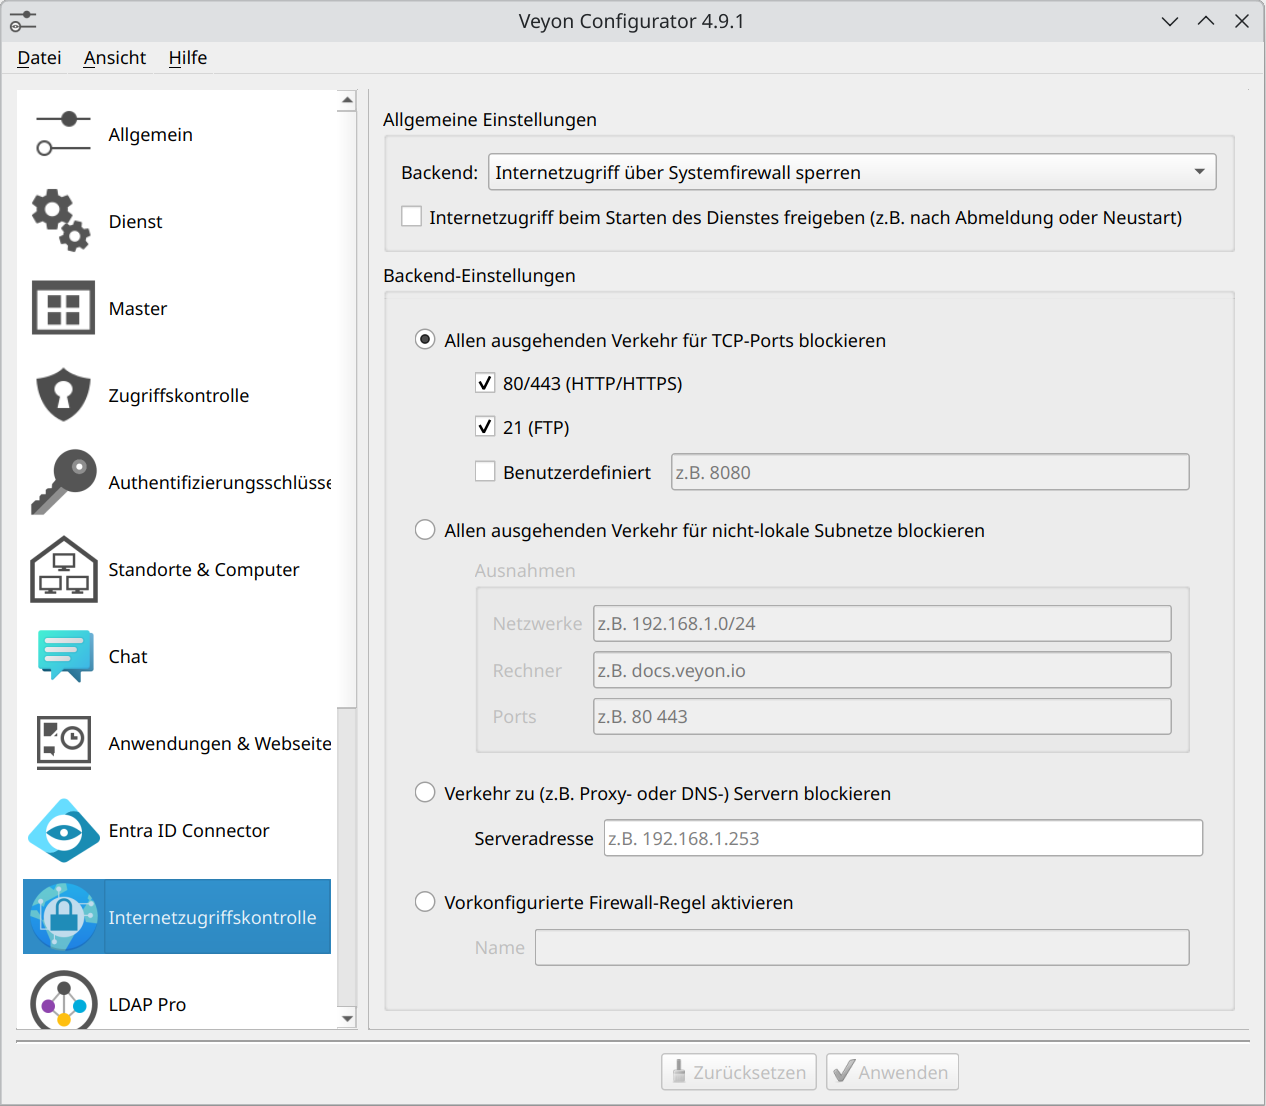 Veyon Configurator 4.9.1
Datei Ansicht Hilfe
Allgemein
Dienst
Master
Zugriffskontrolle
Authentifizierungsschlüsse
Standorte & Computer
Chat
Anwendungen & Webseite
Entra ID Connector
Internetzugriffskontrolle
LDAP Pro
Allgemeine Einstellungen
Backend: Internetzugriff über Systemfirewall sperren
Internetzugriff beim Starten des Dienstes freigeben (z.B. nach Abmeldung oder Neustart)
Backend-Einstellungen
Allen ausgehenden Verkehr für TCP-Ports blockieren
80/443 (HTTP/HTTPS)
21 (FTP)
Benutzerdefiniert z.B. 8080
Allen ausgehenden Verkehr für nicht-lokale Subnetze blockieren
Ausnahmen
Netzwerke z.B. 192.168.1.0/24
Rechner z.B. docs.veyon.io
Ports z.B. 80 443
Verkehr zu (z.B. Proxy- oder DNS-) Servern blockieren
Serveradresse z.B. 192.168.1.253
Vorkonfigurierte Firewall-Regel aktivieren
Name
Zurücksetzen Anwenden